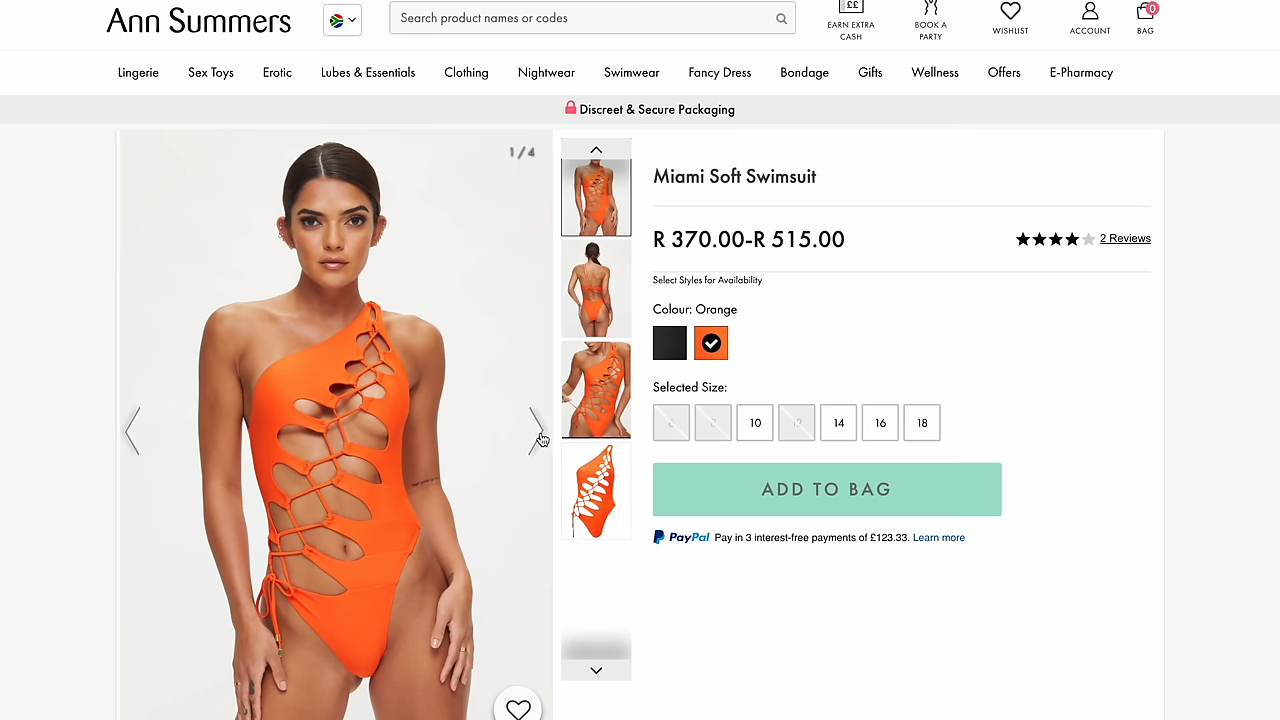 Ann Summers
Search product names or codes
££
EARN EXTRA
CASH
BOOK A
PARTY
WISHLIST
ACCOUNT
0
BAG
Lingerie
Sex Toys
Erotic
Lubes & Essentials
Clothing
Nightwear
Swimwear
Fancy Dress
Bondage
Gifts
Wellness
Offers
E-Pharmacy
Discreet & Secure Packaging
1 / 4
Miami Soft Swimsuit
R 370.00-R 515.00
2 Reviews
Select Styles for Availability
Colour: Orange
Selected Size:
6
8
10
12
14
16
18
ADD TO BAG
PayPal Pay in 3 interest-free payments of £123.33. Learn more